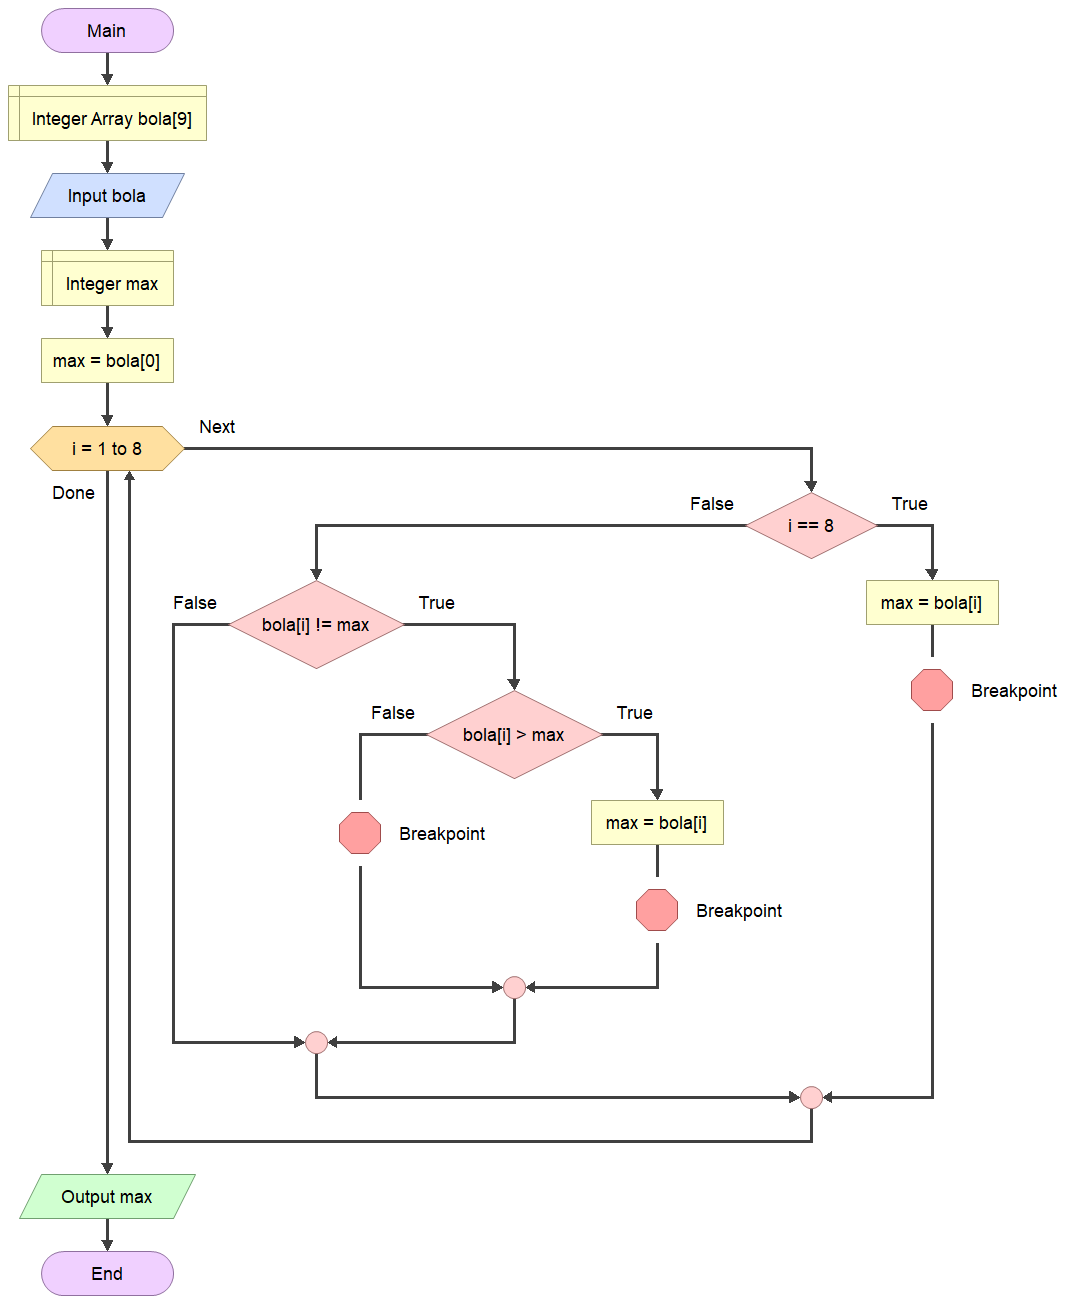 Main
Integer Array bola[9]
Input bola
Integer max
max = bola[0]
i = 1 to 8
Next
Done
i == 8
False
True
max = bola[i]
Breakpoint
bola[i] != max
False
True
bola[i] > max
False
True
Breakpoint
max = bola[i]
Breakpoint
Output max
End